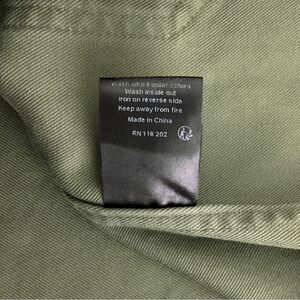 Wash with similar colors
Wash inside out
Iron on reverse side
Keep away from fire
Made in China
RN 116 202